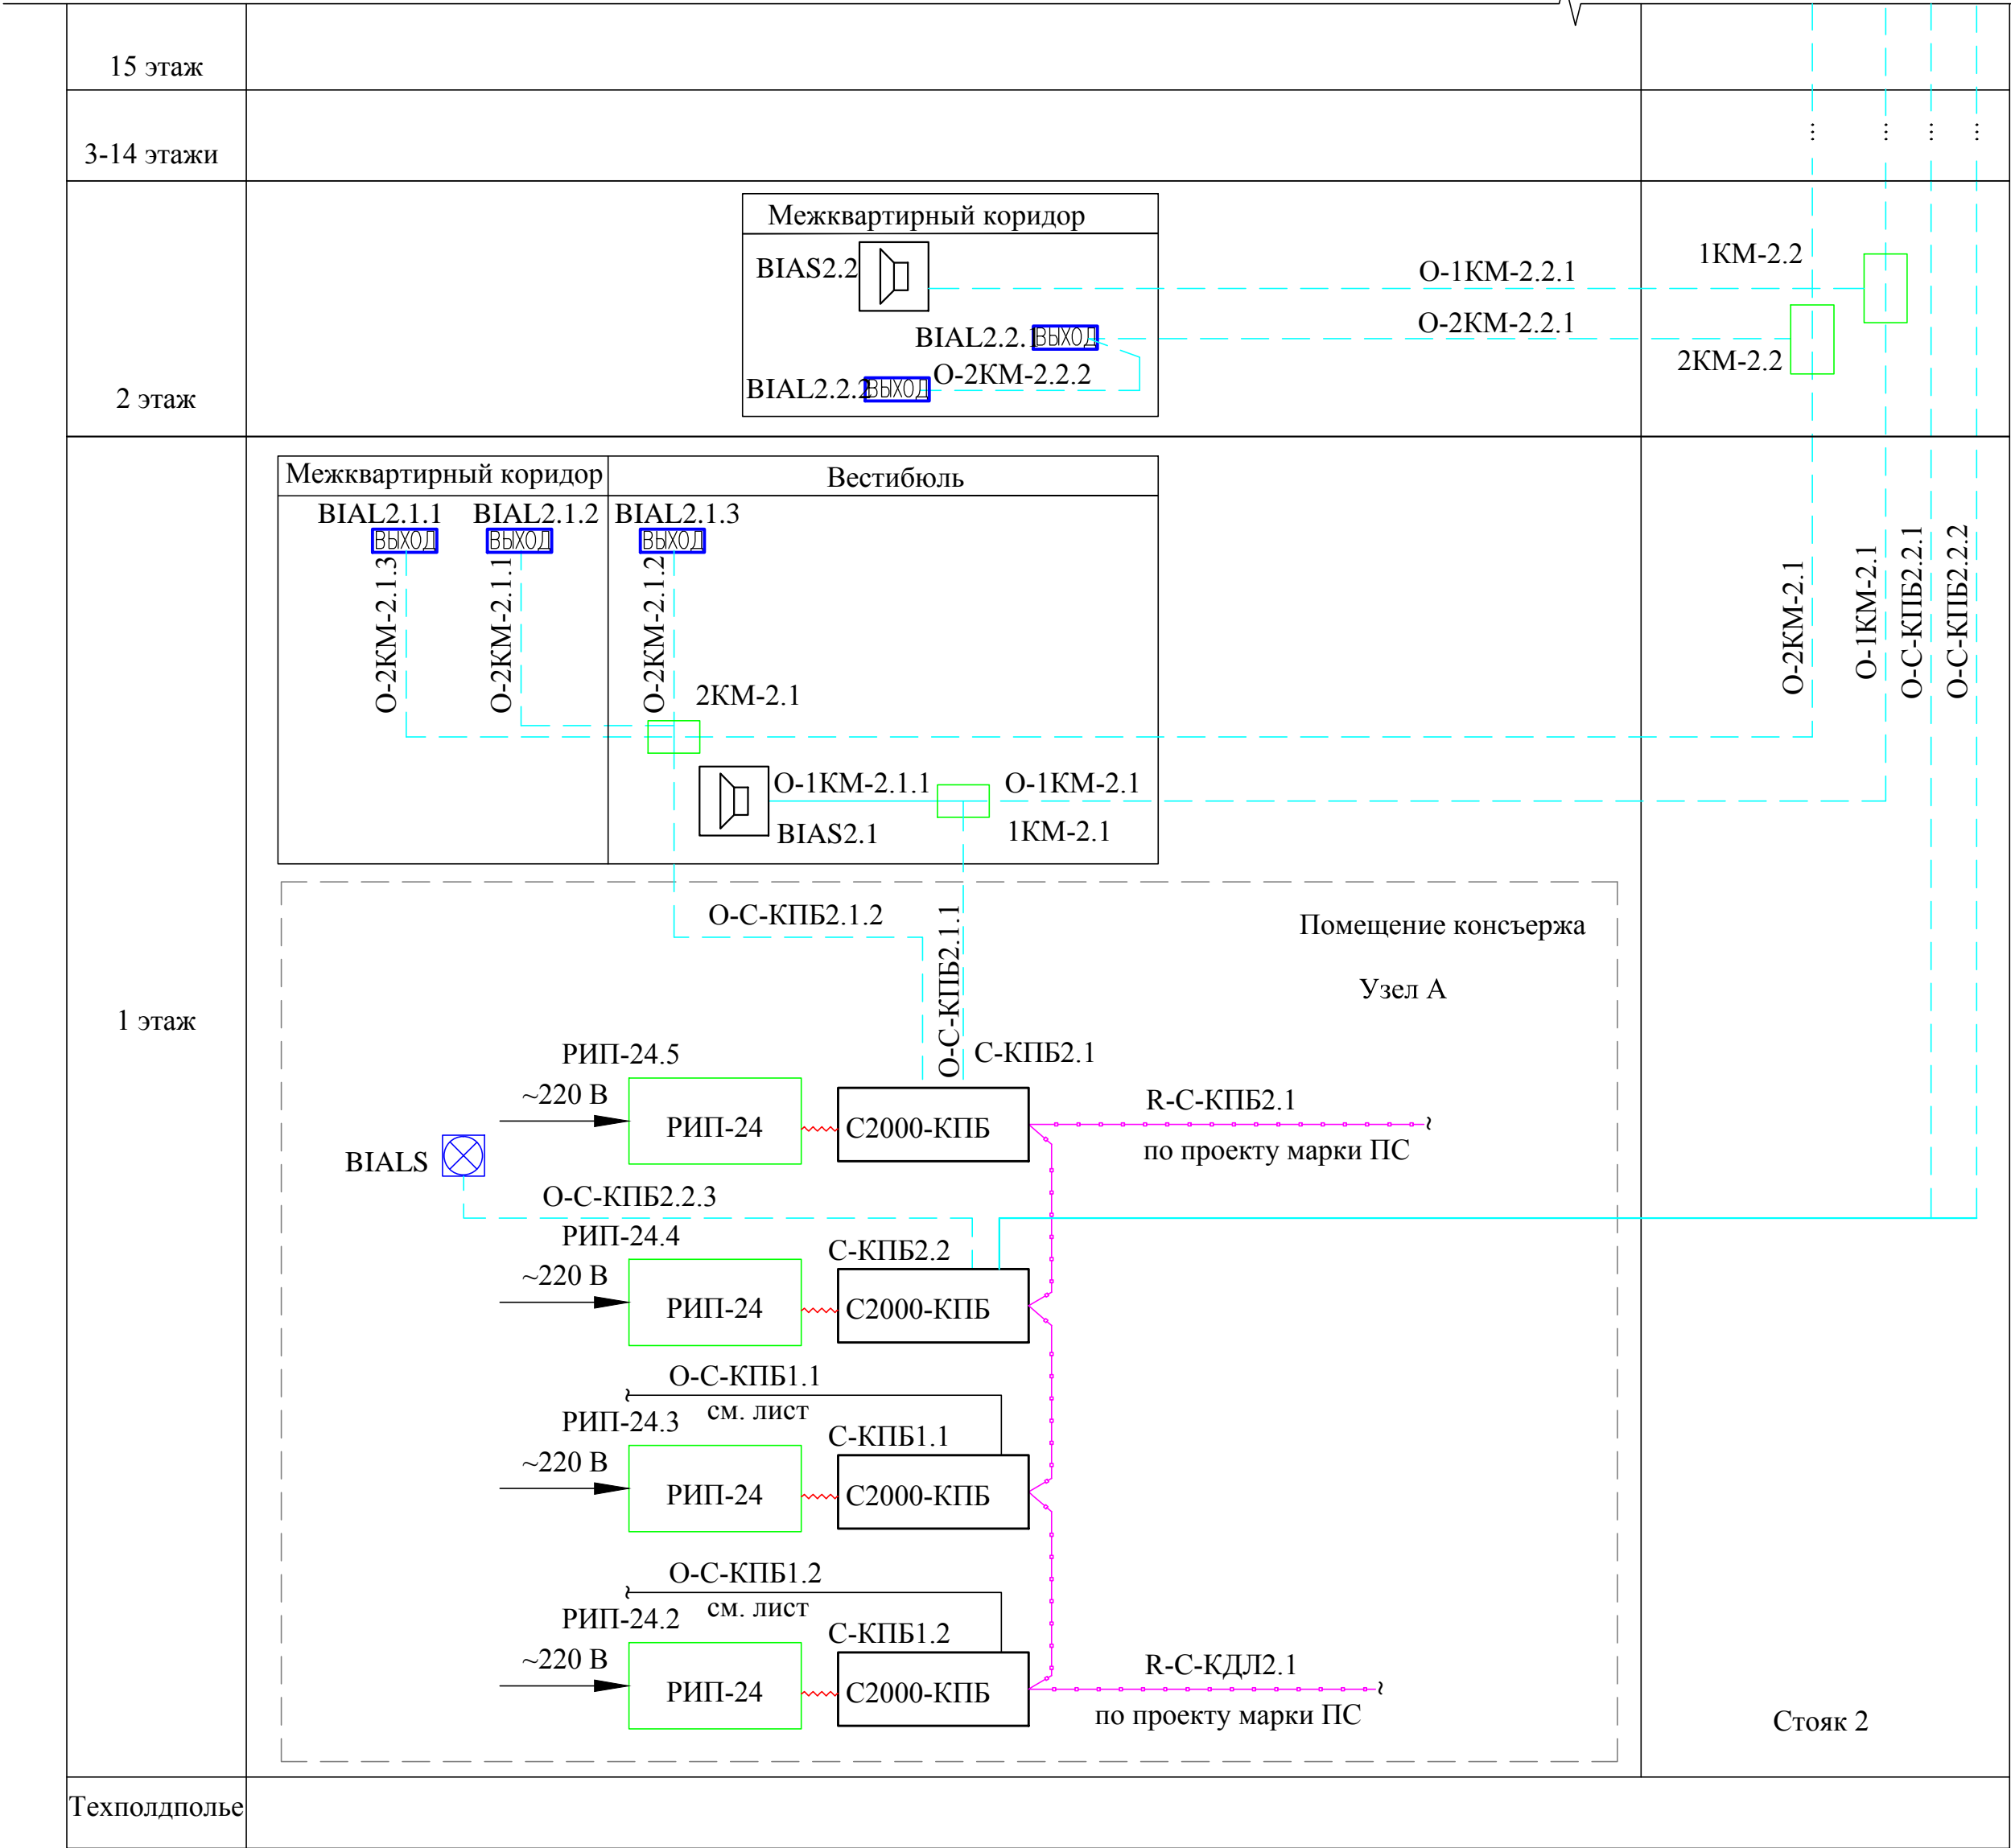 15 этаж
3-14 этажи
⋮ ⋮ ⋮ ⋮
Межквартирный коридор
BIAS2.2
О-1КМ-2.2.1
1КМ-2.2
BIAL2.2.1
ВЫХОД
О-2КМ-2.2.1
2КМ-2.2
BIAL2.2.2
ВЫХОД
О-2КМ-2.2.2
2 этаж
Межквартирный коридор
Вестибюль
BIAL2.1.1
BIAL2.1.2
BIAL2.1.3
ВЫХОД
ВЫХОД
ВЫХОД
О-2КМ-2.1.3
О-2КМ-2.1.1
О-2КМ-2.1.2
О-2КМ-2.1
О-1КМ-2.1
О-С-КПБ2.2.1
О-С-КПБ2.2.2
2КМ-2.1
О-1КМ-2.1.1
О-1КМ-2.1
BIAS2.1
1КМ-2.1
О-С-КПБ2.1.2
О-С-КПБ2.1.1
Помещение консъержа
Узел А
1 этаж
РИП-24.5
С-КПБ2.1
~220 В
РИП-24
С2000-КПБ
R-С-КПБ2.1
по проекту марки ПС
BIALS
О-С-КПБ2.2.3
РИП-24.4
С-КПБ2.2
~220 В
РИП-24
С2000-КПБ
О-С-КПБ1.1
см. лист
РИП-24.3
С-КПБ1.1
~220 В
РИП-24
С2000-КПБ
О-С-КПБ1.2
см. лист
РИП-24.2
С-КПБ1.2
~220 В
РИП-24
С2000-КПБ
R-С-КДЛ2.1
по проекту марки ПС
Стояк 2
Техполдполье